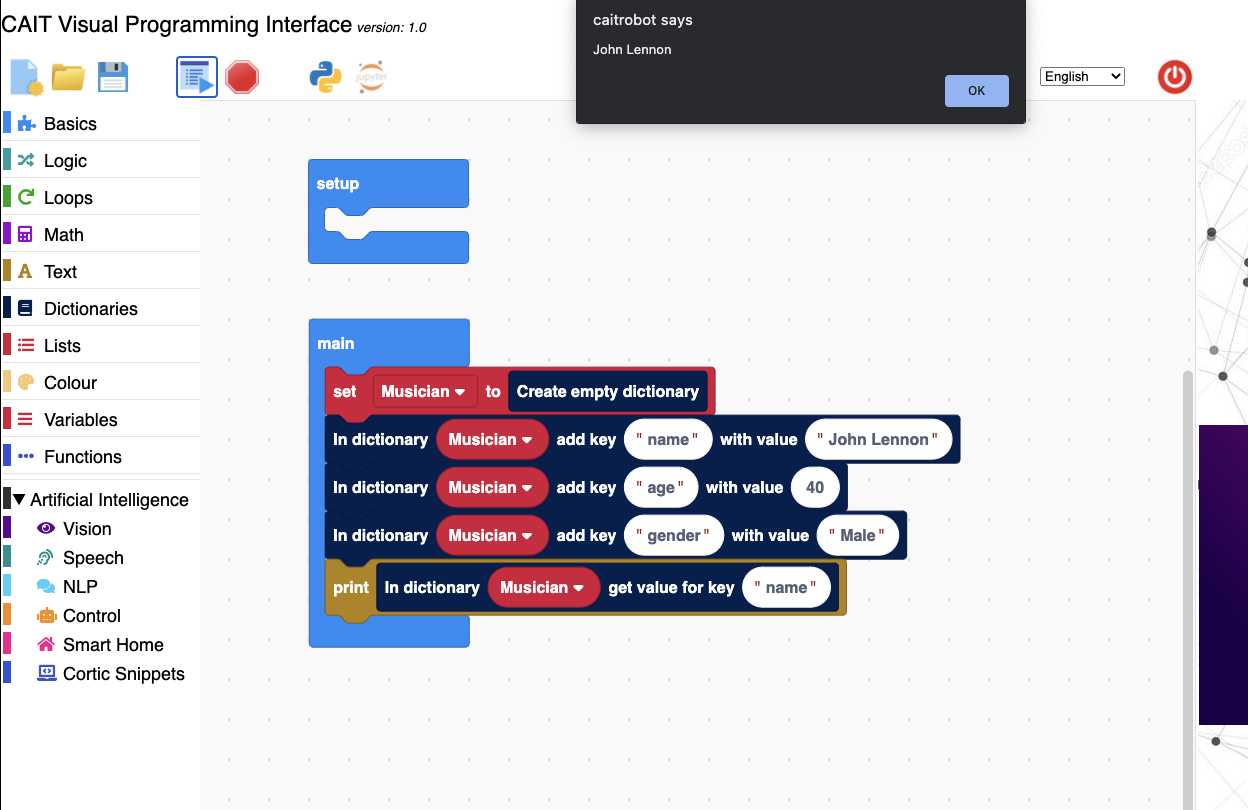 CAIT Visual Programming Interface version: 1.0
caitrobot says
John Lennon
OK
jupyter
English
Basics
Logic
Loops
Math
Text
Dictionaries
Lists
Colour
Variables
Functions
Artificial Intelligence
Vision
Speech
NLP
Control
Smart Home
Cortic Snippets
setup
main
set Musician to Create empty dictionary
In dictionary Musician add key "name" with value "John Lennon"
In dictionary Musician add key "age" with value 40
In dictionary Musician add key "gender" with value "Male"
print In dictionary Musician get value for key "name"